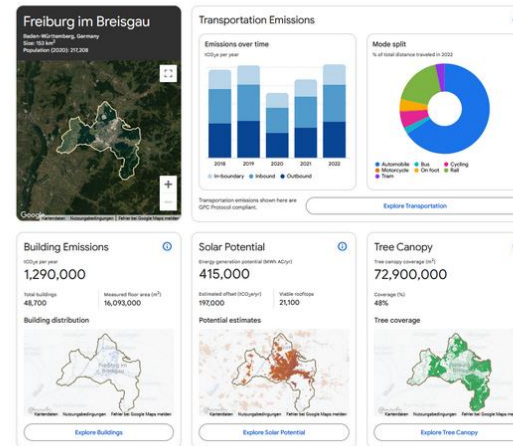 Freiburg im Breisgau
Baden-Württemberg, Germany
Size: 153 km²
Population (2020): 217,208
Google
Kartendaten Nutzungsbedingungen Fehler bei Google Maps melden
Transportation Emissions
Emissions over time
tCO₂e per year
2018 2019 2020 2021 2022
In-boundary Inbound Outbound
Mode split
% of total distance traveled in 2022
Automobile Bus Cycling
Motorcycle On foot Rail
Tram
Transportation emissions shown here are
GPC Protocol compliant.
Explore Transportation
Building Emissions
tCO₂e per year
1,290,000
Total buildings
48,700
Measured floor area (m²)
16,093,000
Building distribution
Freiburg im
Breisgau
Kartendaten Nutzungsbedingungen Fehler bei Google Maps melden
Explore Buildings
Solar Potential
Energy generation potential (MWh AC/yr)
415,000
Estimated offset (tCO₂e/yr)
197,000
Viable rooftops
21,100
Potential estimates
Kartendaten Nutzungsbedingungen Fehler bei Google Maps melden
Explore Solar Potential
Tree Canopy
Tree canopy coverage (m²)
72,900,000
Coverage (%)
48%
Tree coverage
Freiburg im
Breisgau
Kartendaten Nutzungsbedingungen Fehler bei Google Maps melden
Explore Tree Canopy